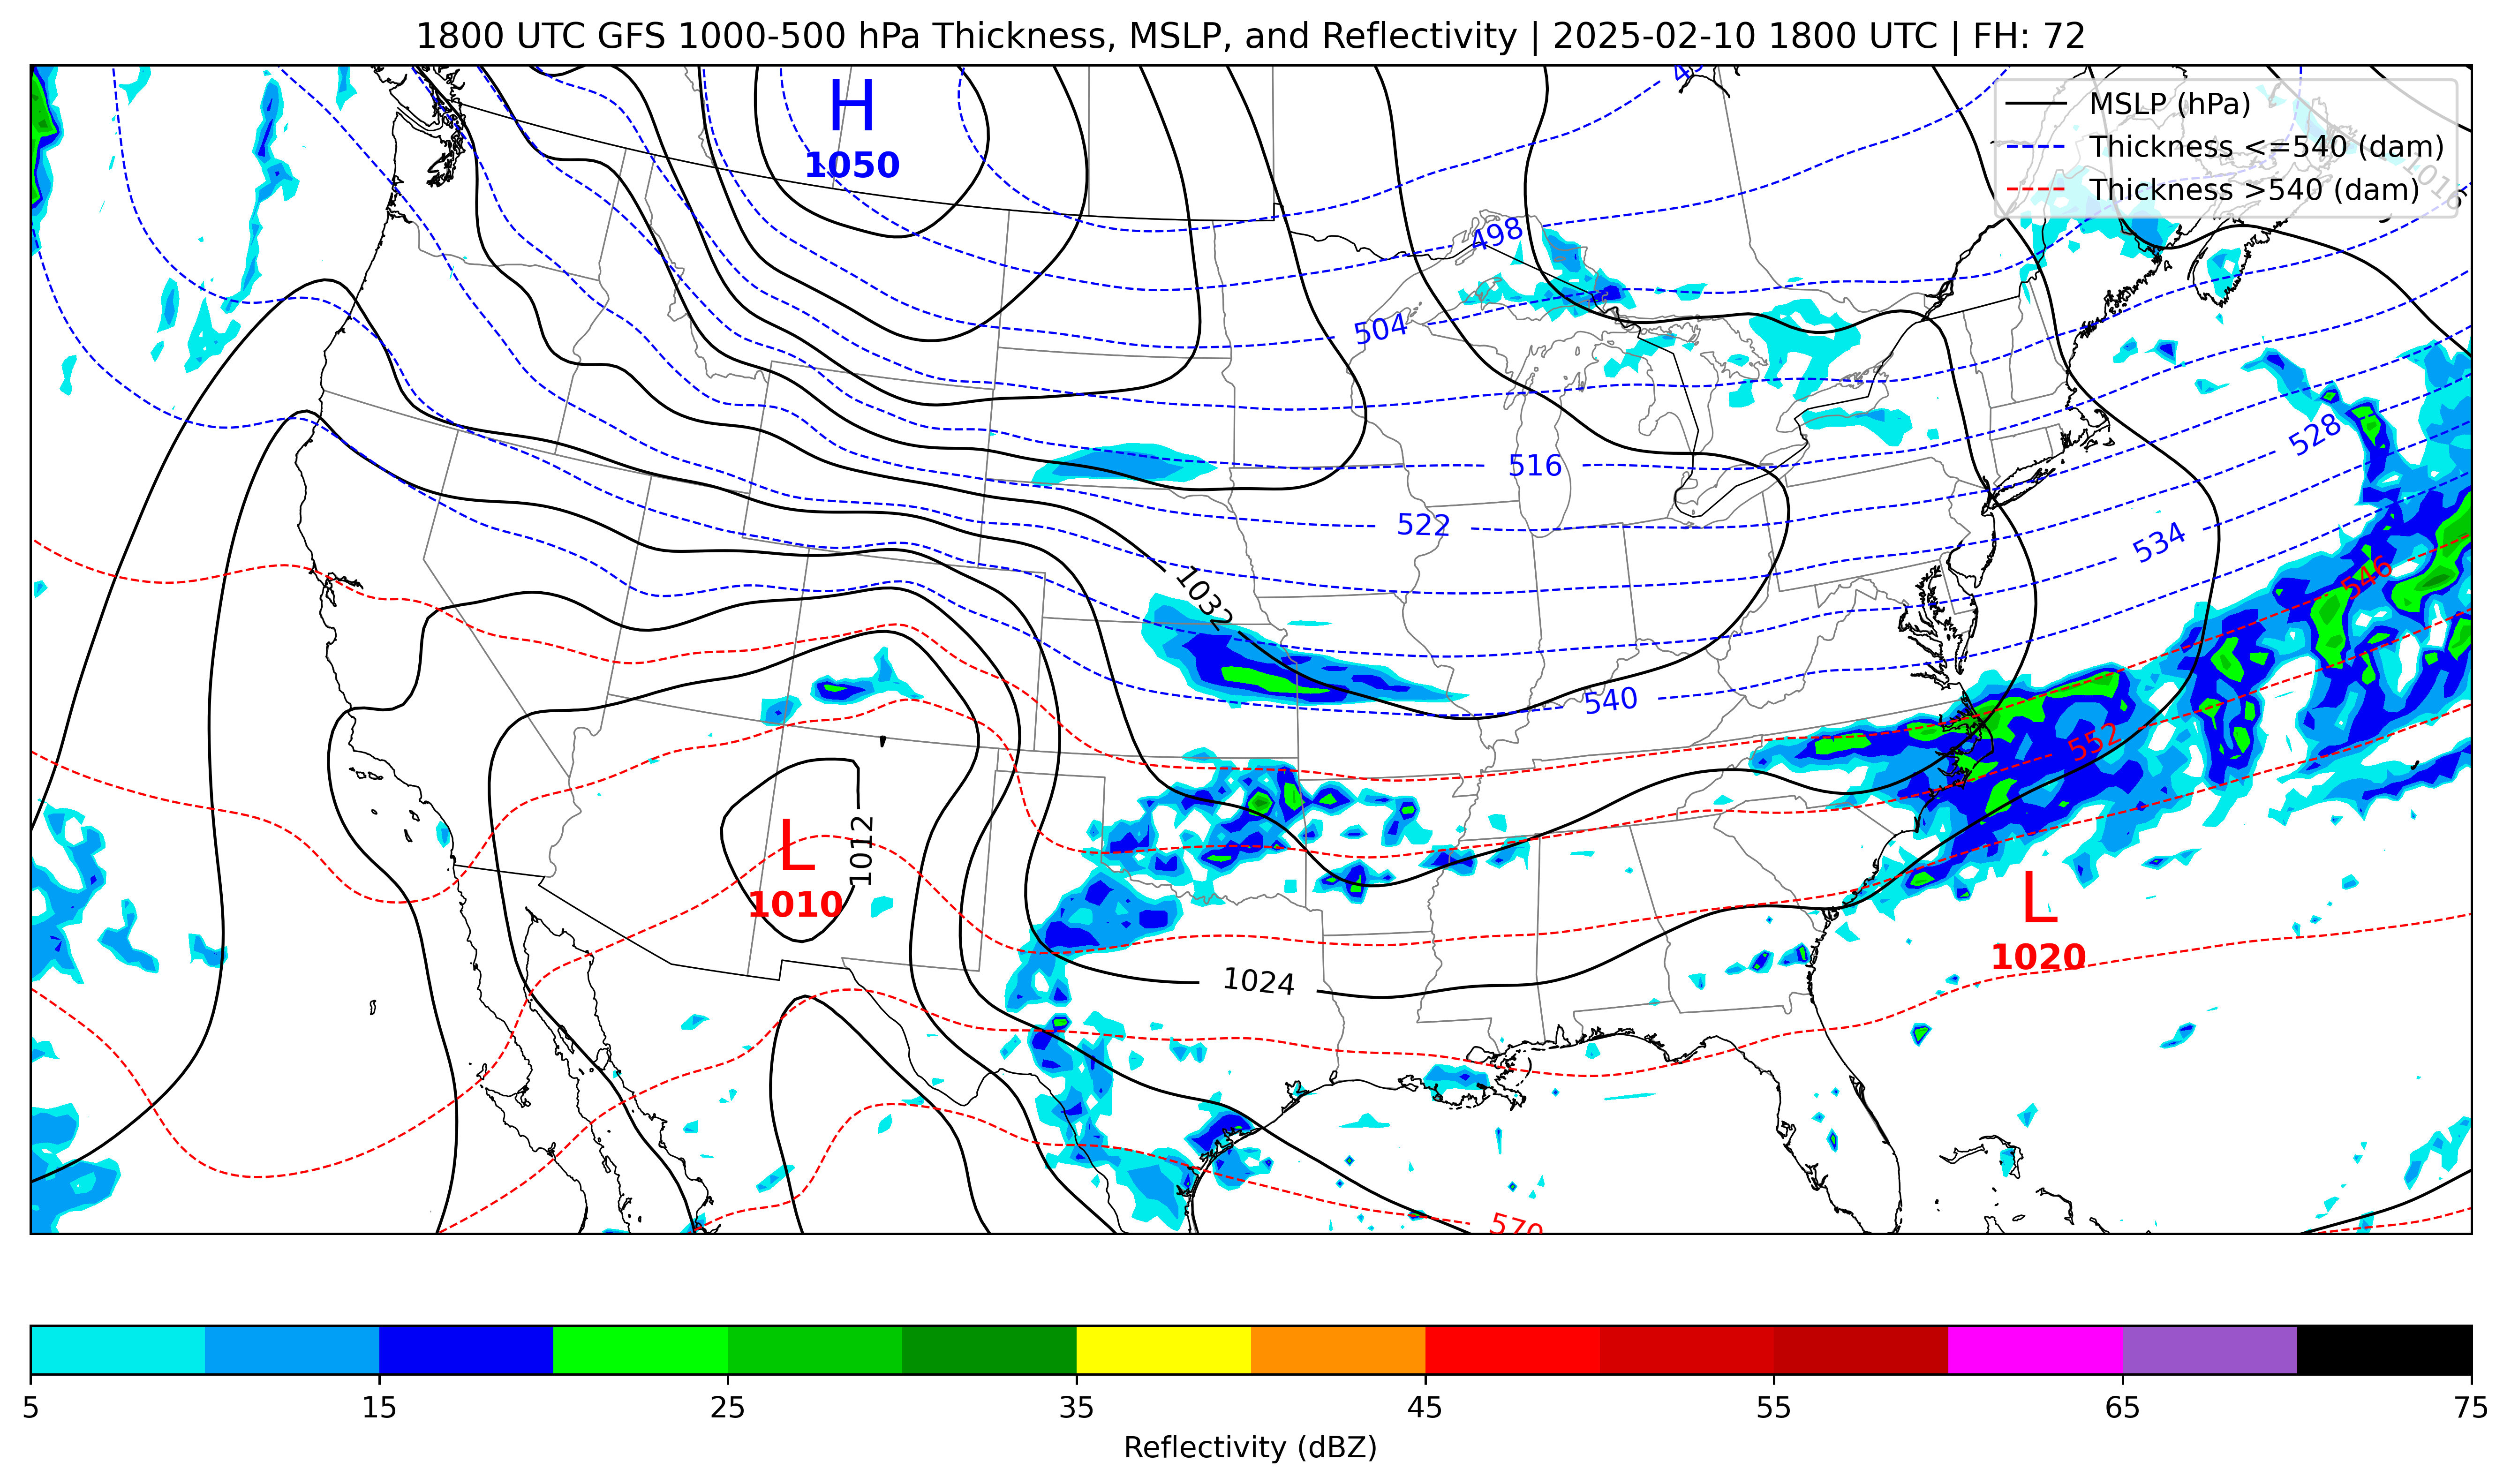 1800 UTC GFS 1000-500 hPa Thickness, MSLP, and Reflectivity | 2025-02-10 1800 UTC | FH: 72
H
1050
MSLP (hPa)
Thickness <=540 (dam)
Thickness >540 (dam)
1016
498
504
516
522
528
534
546
1032
540
552
L
1010
1012
L
1020
1024
570
5 15 25 35 45 55 65 75
Reflectivity (dBZ)